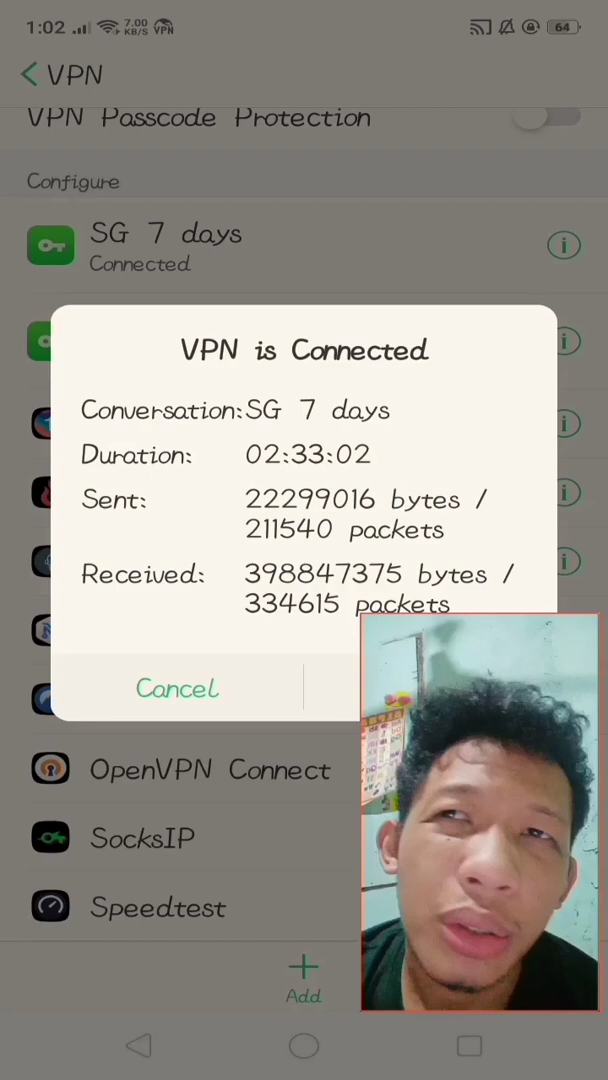 1:02
7.00
KB/S
VPN
64
VPN
VPN Passcode Protection
Configure
SG 7 days
Connected
VPN is Connected
Conversation: SG 7 days
Duration: 02:33:02
Sent: 22299016 bytes /
211540 packets
Received: 398847375 bytes /
334615 packets
Cancel
OpenVPN Connect
SocksIP
Speedtest
Add